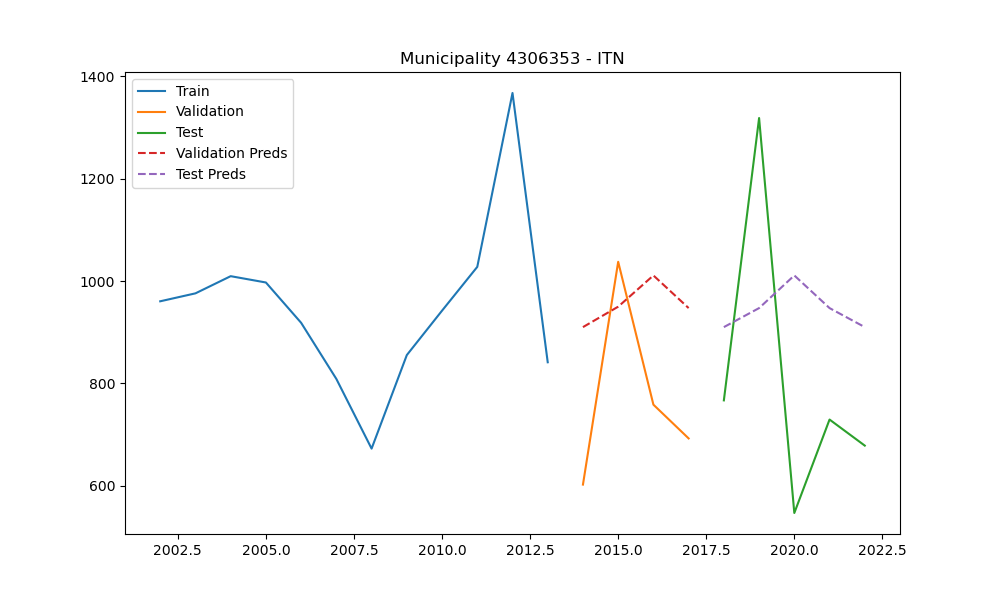 Municipality 4306353 - ITN
1400
1200
1000
800
600
Train
Validation
Test
Validation Preds
Test Preds
2002.5 2005.0 2007.5 2010.0 2012.5 2015.0 2017.5 2020.0 2022.5